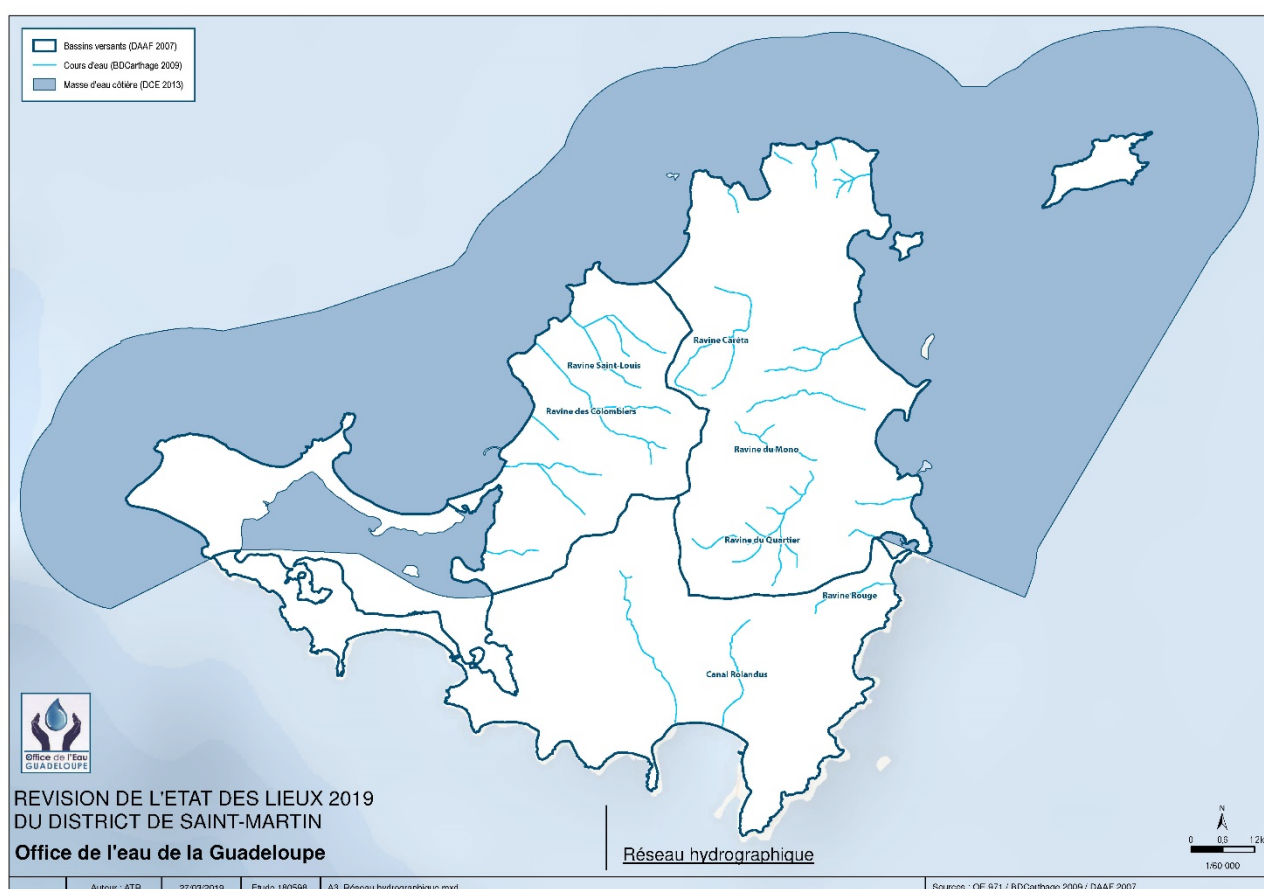 Bassins versants (DAAF 2007)
Cours d'eau (BDCarthage 2009)
Masse d'eau côtière (DCE 2013)
Ravine Caréta
Ravine Saint-Louis
Ravine des Colombiers
Ravine du Mono
Ravine du Quartier
Ravine Rouge
Canal Rolandus
Office de l'Eau
GUADELOUPE
REVISION DE L'ETAT DES LIEUX 2019
DU DISTRICT DE SAINT-MARTIN
Office de l'eau de la Guadeloupe
Réseau hydrographique
N
0 0,6 1,2k
1/60 000
Auteur : ATR 27/03/2019 Etude 180598 A3_Réseau hydrographique.mxd Sources : OE 971 / BDCarthage 2009 / DAAF 2007